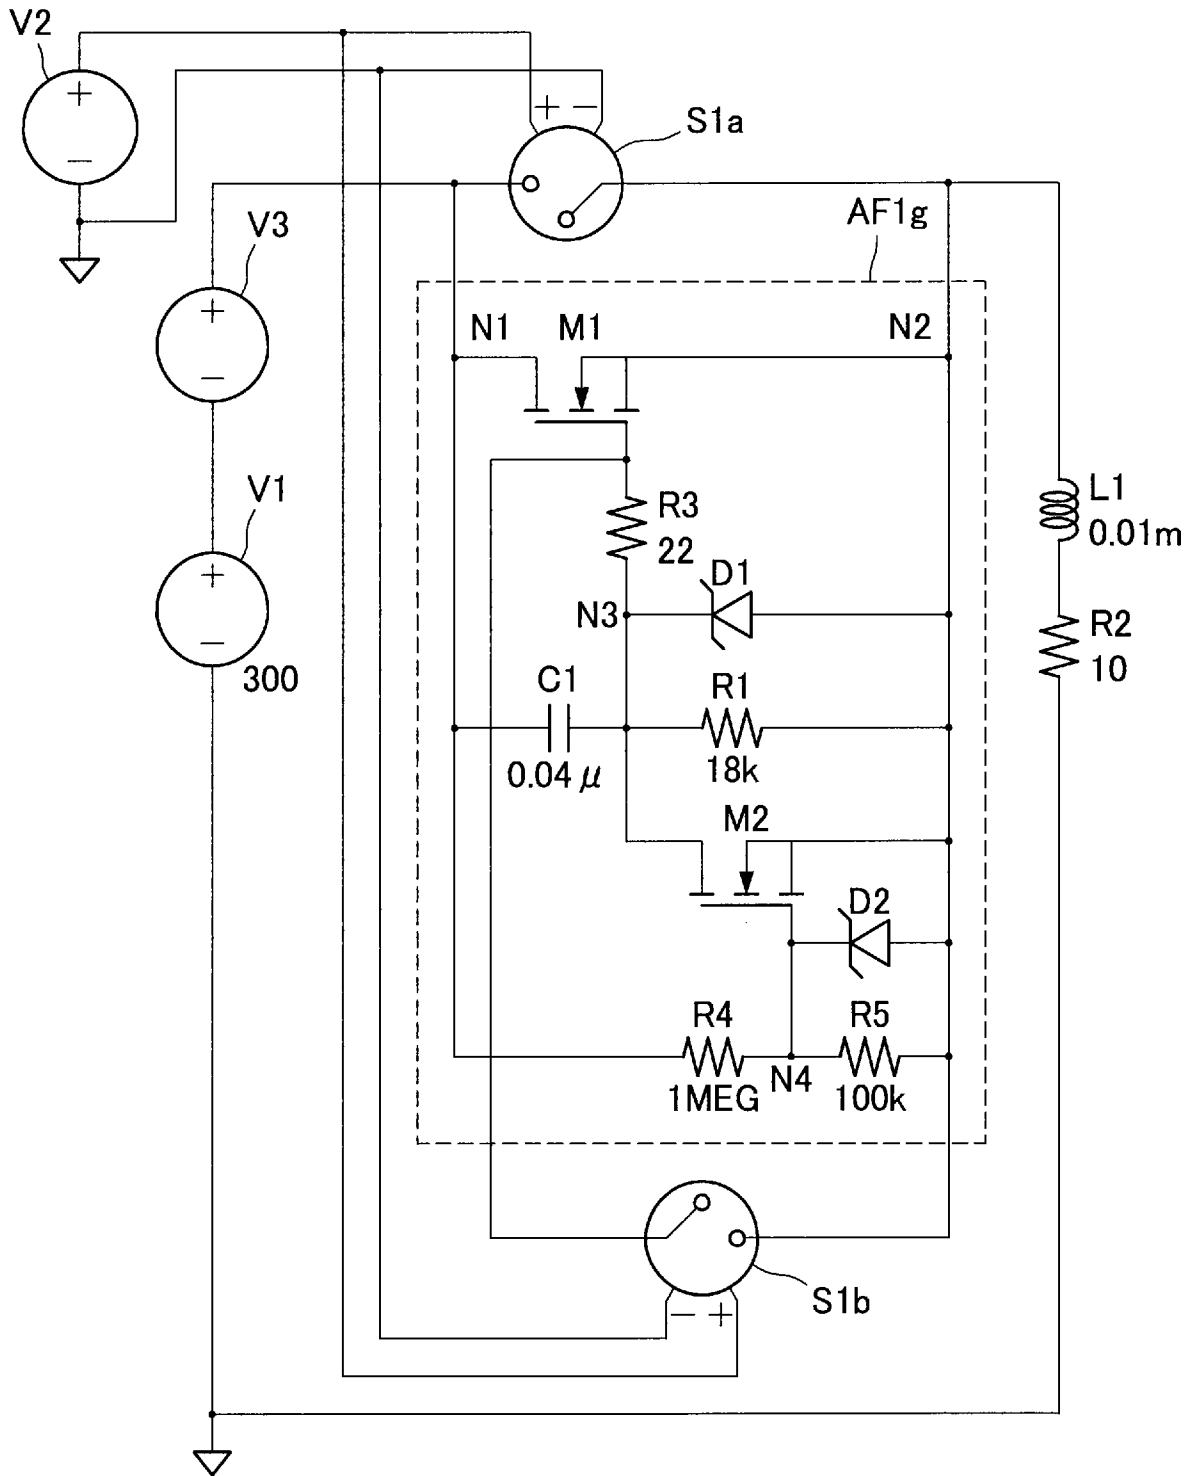 V2
+ −
S1a
+
−
V3
AF1g
+
N1 M1 N2
−
V1
R3
22
L1
0.01m
D1
+
N3
R2
10
−
300
C1
R1
0.04μ
18k
M2
D2
R4
R5
1MEG
N4
100k
− +
S1b